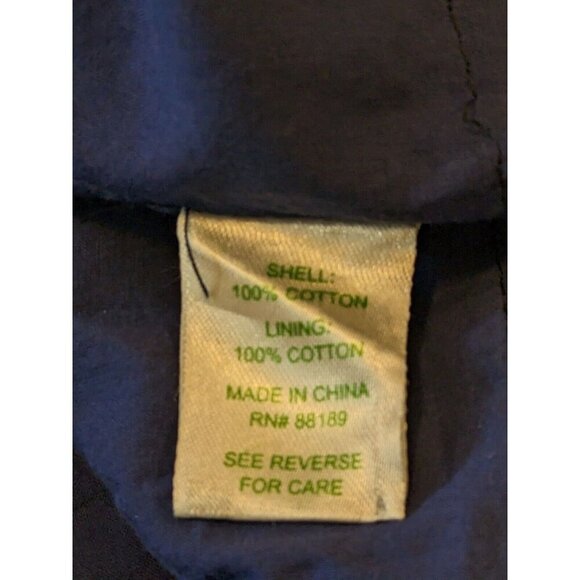 SHELL:
100% COTTON
LINING:
100% COTTON
MADE IN CHINA
RN# 88189
SEE REVERSE
FOR CARE